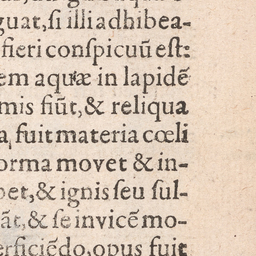 guat, ſi illi adhibea-
fieri conſpicuũ eſt:
em aquæ in lapidẽ
mis fiũt, & reliqua
a, fuit materia cœli
orma movet & in-
bet, & ignis ſeu ſul-
ãt, & ſe invicẽ mo-
erficiẽdo, opus fuit